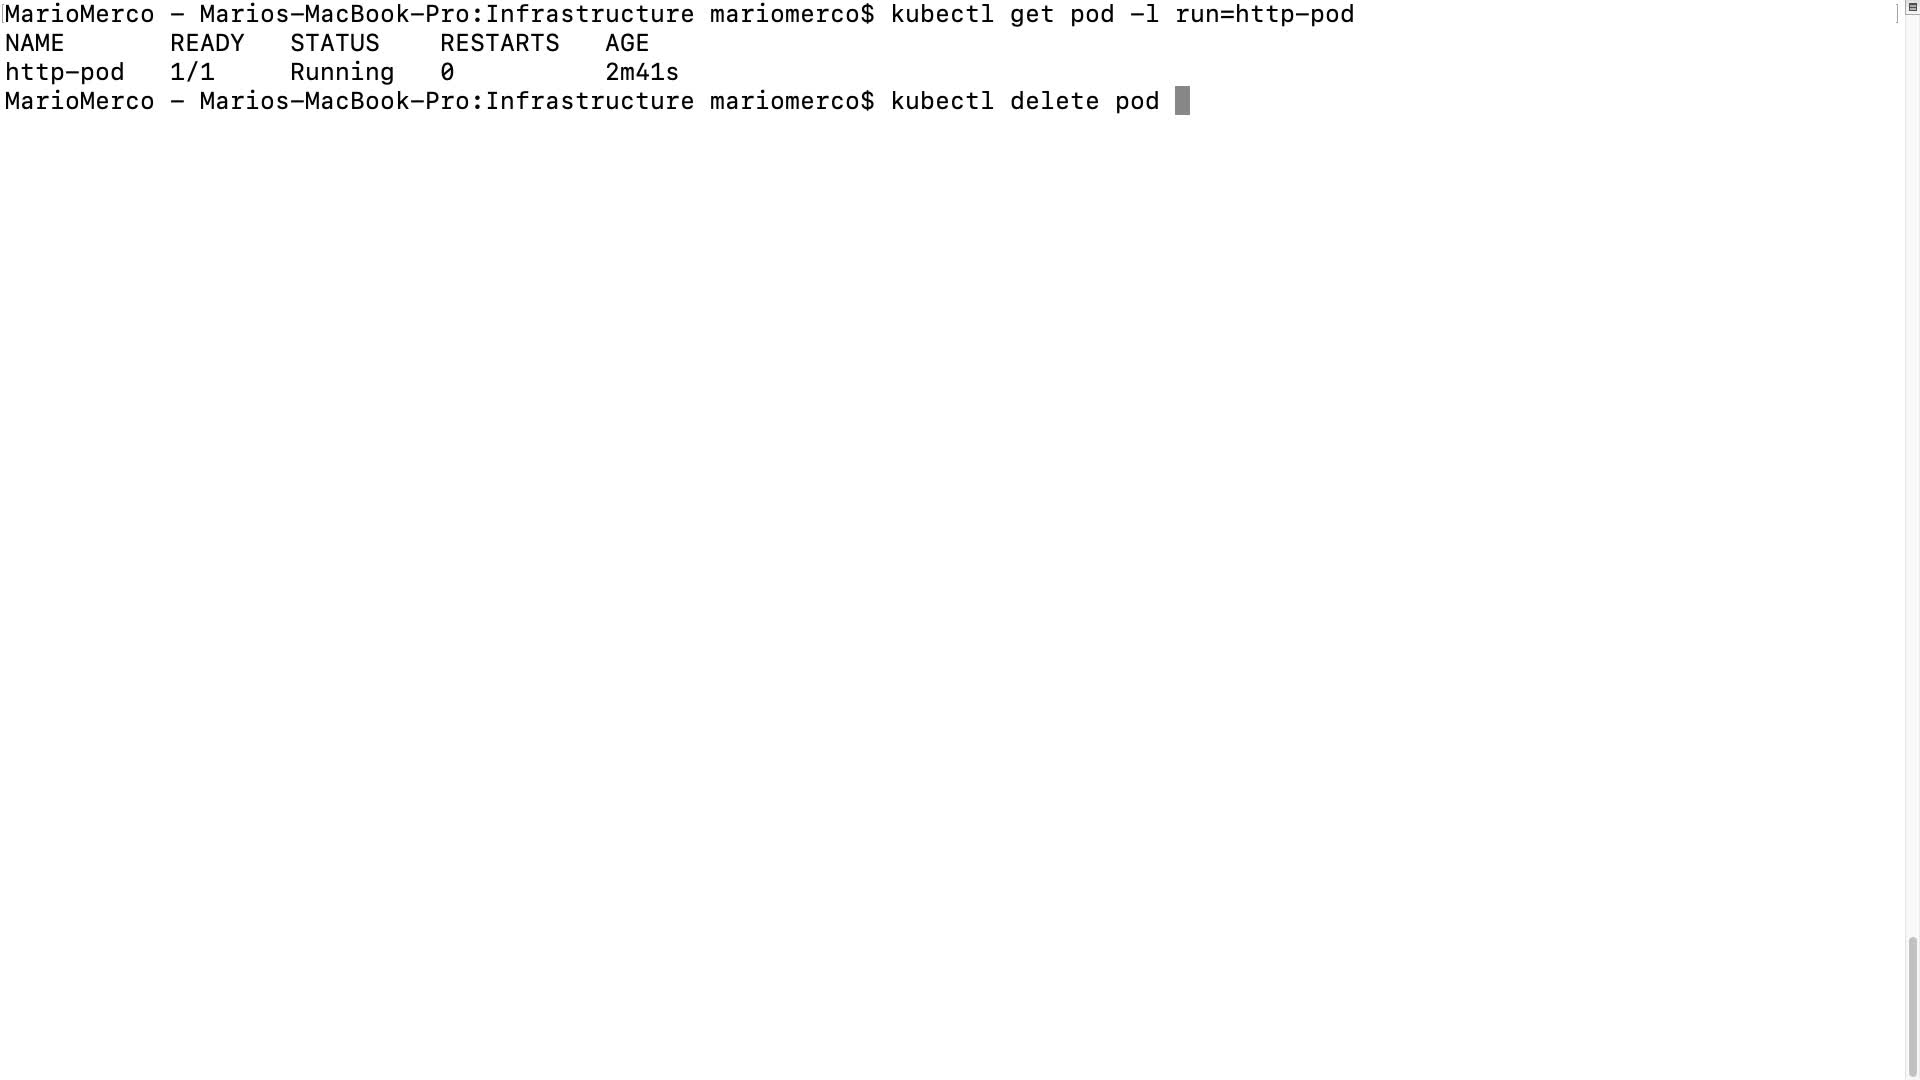 MarioMerco - Marios-MacBook-Pro:Infrastructure mariomerco$ kubectl get pod -l run=http-pod
NAME       READY   STATUS    RESTARTS   AGE
http-pod   1/1     Running   0          2m41s
MarioMerco - Marios-MacBook-Pro:Infrastructure mariomerco$ kubectl delete pod